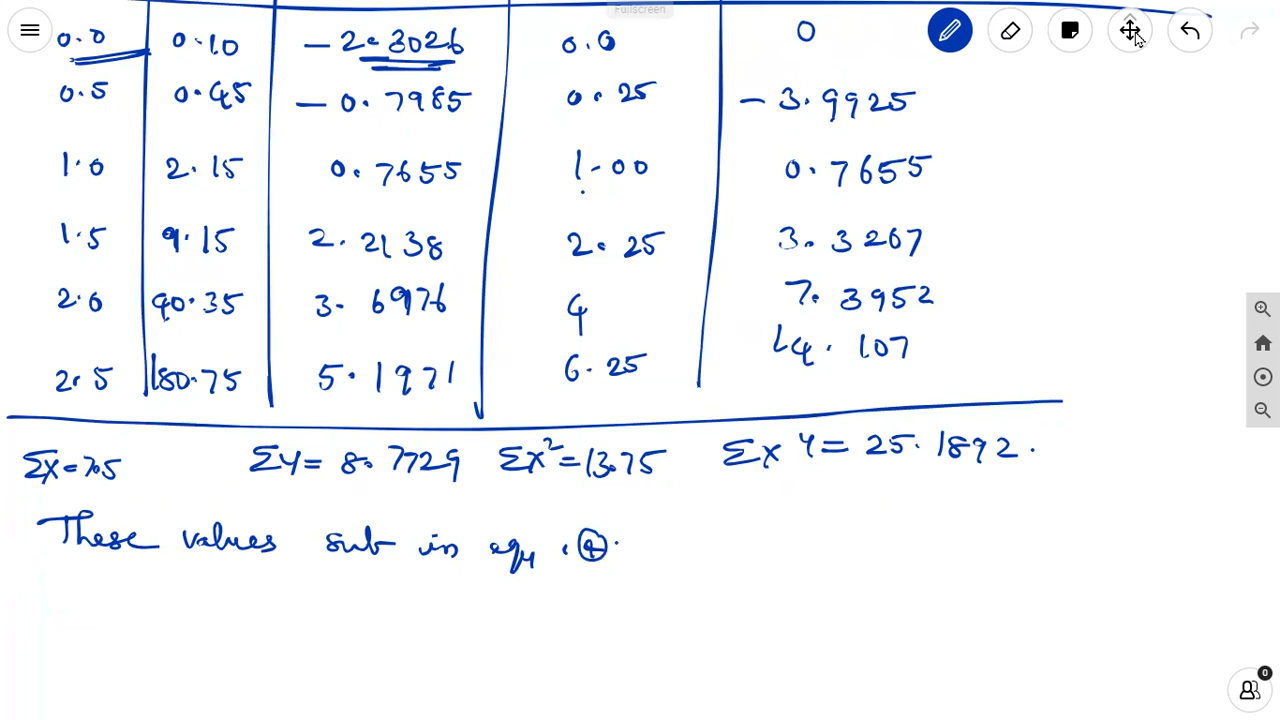 Fullscreen
0.0 0.10 -2.3026 0.0 0
0.5 0.45 -0.7985 0.25 -3.9925
1.0 2.15 0.7655 1.00 0.7655
1.5 9.15 2.2138 2.25 3.3207
2.0 40.35 3.6976 4 7.3952
2.5 180.75 5.1971 6.25 14.107
Σx=7.5 ΣY=8.7729 Σx²=13.75 ΣxY=25.1892.
These values sub in eqn. ④.
0